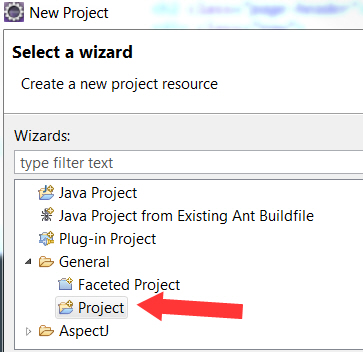 New Project
Select a wizard
Create a new project resource
Wizards:
type filter text
Java Project
Java Project from Existing Ant Buildfile
Plug-in Project
General
Faceted Project
Project
AspectJ